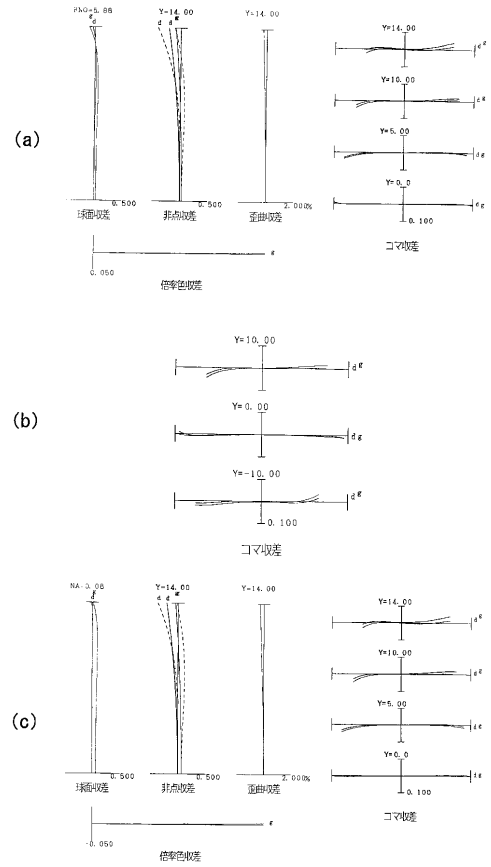 (a)
FNO=5.88
g
d
0.500
球面収差
Y=14.00
d d g
0.500
非点収差
Y=14.00
2.000%
歪曲収差
0.050
g
倍率色収差
Y=14.00
d g
Y=10.00
d g
Y=5.00
d g
Y=0.0
d g
0.100
コマ収差
(b)
Y=10.00
d g
Y=0.00
d g
Y=-10.00
d g
0.100
コマ収差
(c)
NA=0.08
g
d
0.500
球面収差
Y=14.00
d d g
0.500
非点収差
Y=14.00
2.000%
歪曲収差
-0.050
g
倍率色収差
Y=14.00
d g
Y=10.00
d g
Y=5.00
d g
Y=0.0
d g
0.100
コマ収差